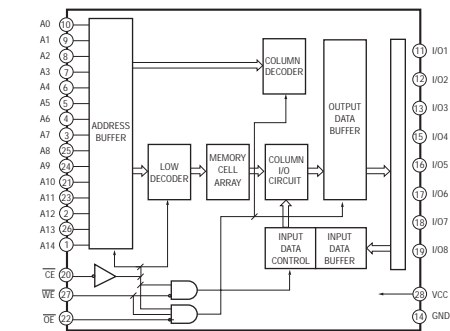 A0 10
A1 9
A2 8
A3 7
A4 6
A5 5
A6 4
A7 3
A8 25
A9 24
A10 21
A11 23
A12 2
A13 26
A14 1
CE 20
WE 27
OE 22
ADDRESS
BUFFER
LOW
DECODER
MEMORY
CELL
ARRAY
COLUMN
DECODER
COLUMN
I/O
CIRCUIT
INPUT
DATA
CONTROL
INPUT
DATA
BUFFER
OUTPUT
DATA
BUFFER
11 I/O1
12 I/O2
13 I/O3
15 I/O4
16 I/O5
17 I/O6
18 I/O7
19 I/O8
28 VCC
14 GND